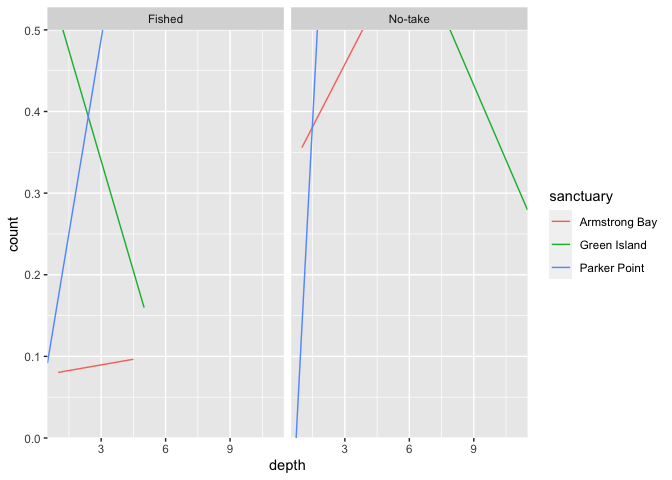 Fished No-take
0.5
0.4
0.3
0.2
0.1
0.0
count
3 6 9 3 6 9
depth
sanctuary
Armstrong Bay
Green Island
Parker Point